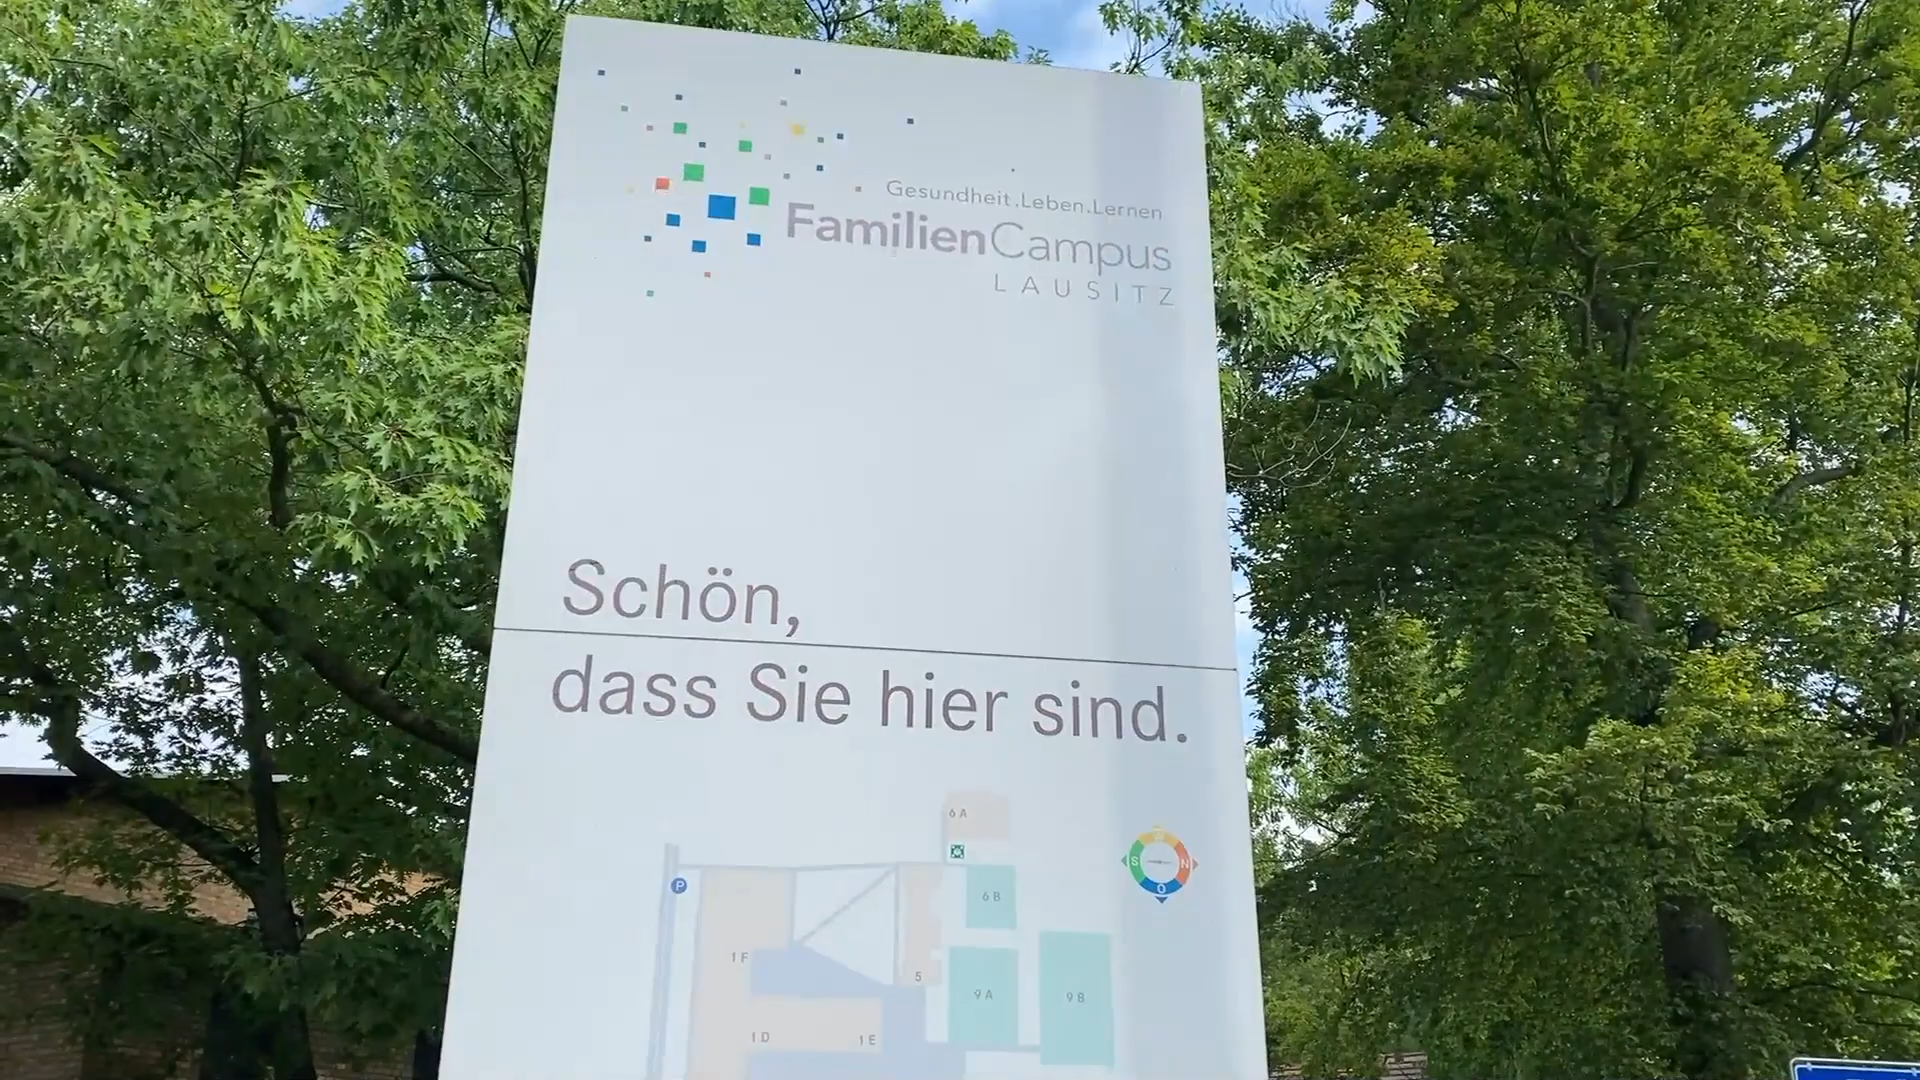 Gesundheit.Leben.Lernen
FamilienCampus
LAUSITZ
Schön,
dass Sie hier sind.
6 A
P
6 B
S
N
O
1 F
5
9 A
9 B
1 D
1 E